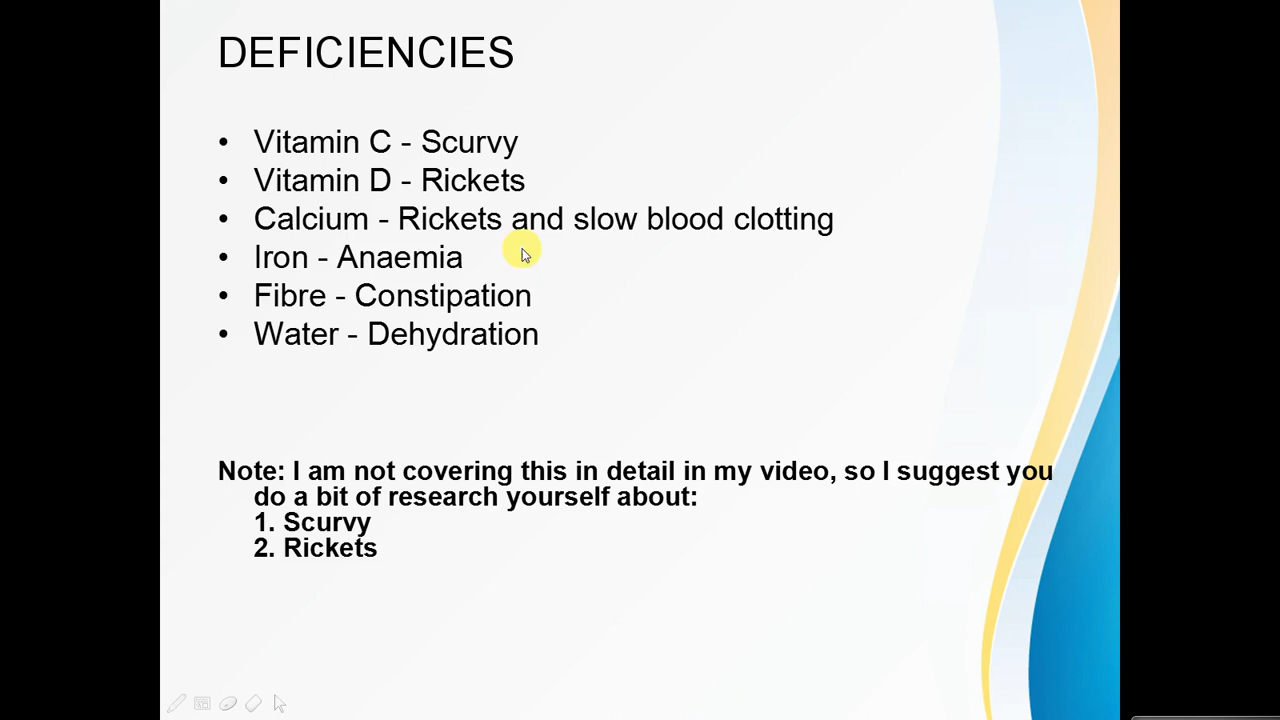 DEFICIENCIES
• Vitamin C - Scurvy
• Vitamin D - Rickets
• Calcium - Rickets and slow blood clotting
• Iron - Anaemia
• Fibre - Constipation
• Water - Dehydration
Note: I am not covering this in detail in my video, so I suggest you
do a bit of research yourself about:
1. Scurvy
2. Rickets